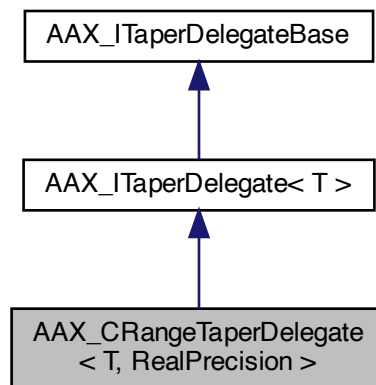 AAX_ITaperDelegateBase
AAX_ITaperDelegate< T >
AAX_CRangeTaperDelegate
< T, RealPrecision >